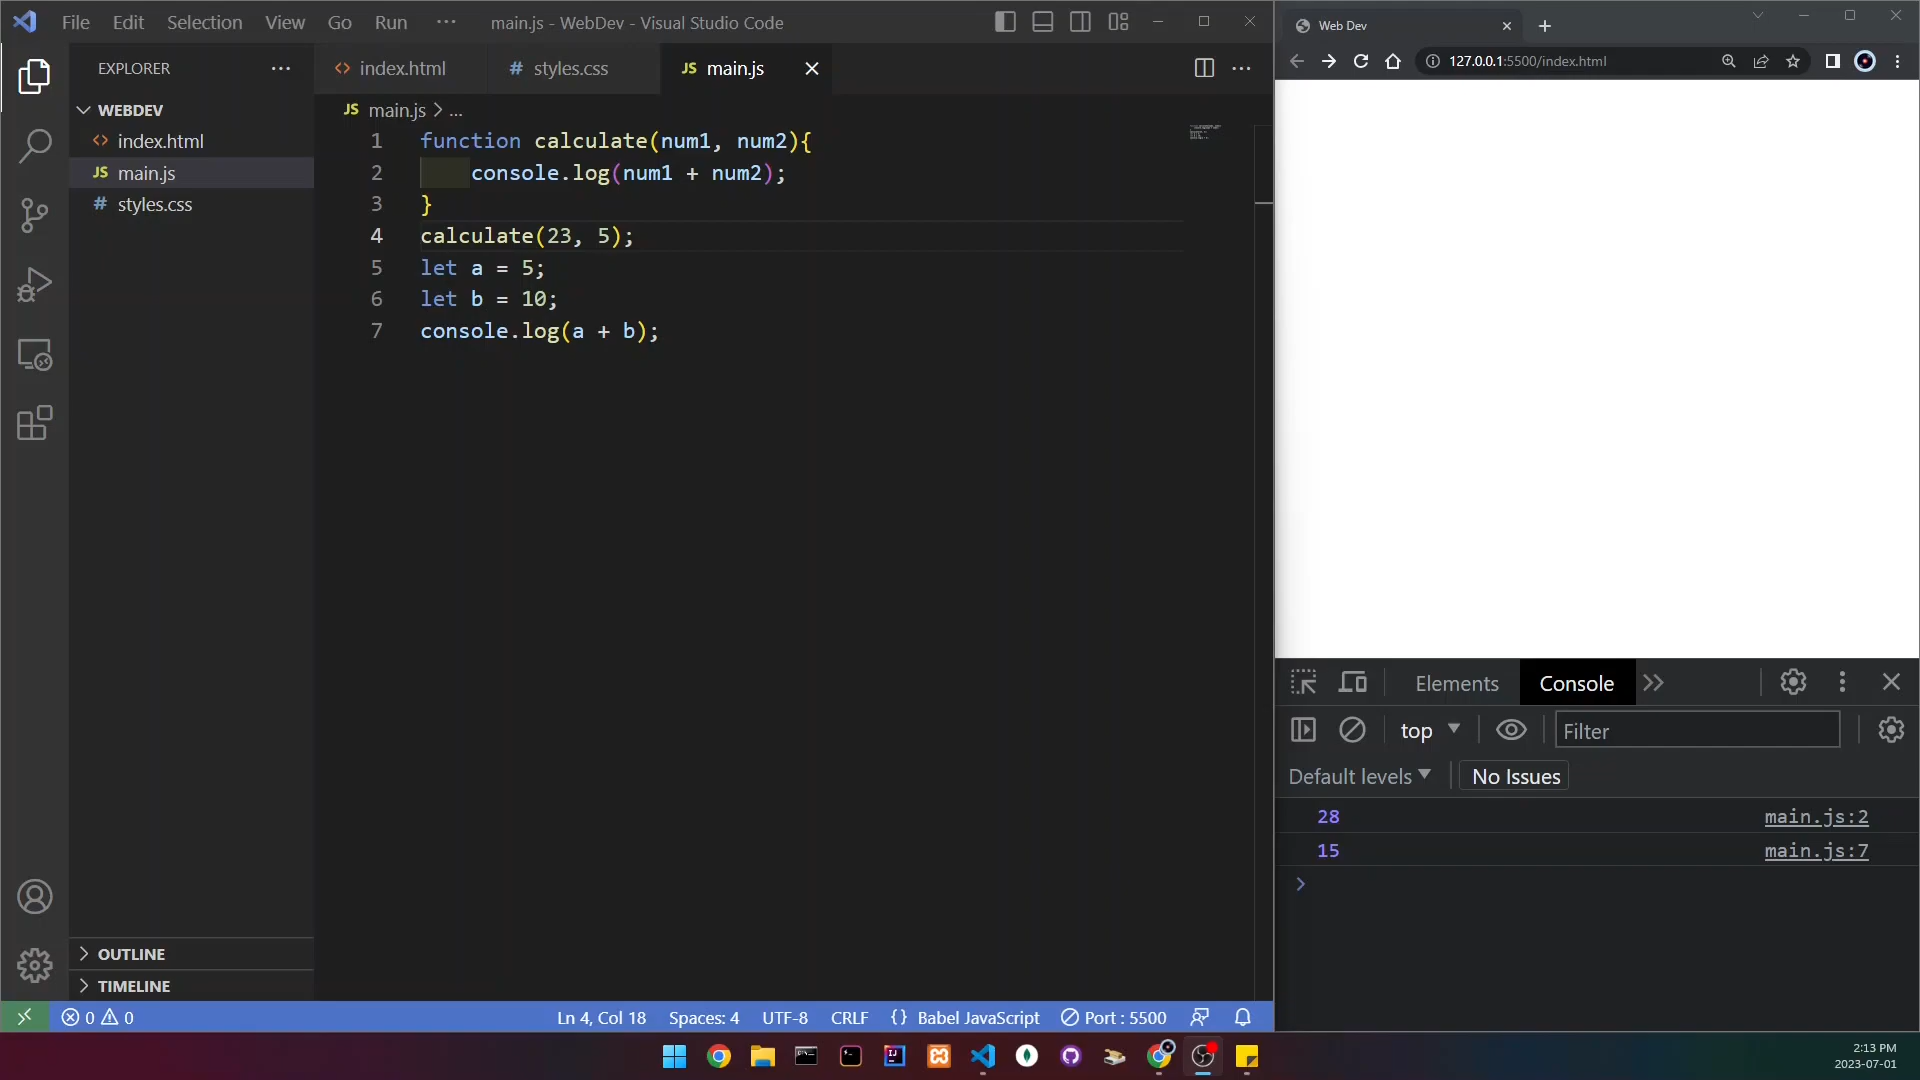 File Edit Selection View Go Run ··· main.js - WebDev - Visual Studio Code
EXPLORER ···
WEBDEV
index.html
main.js
styles.css
OUTLINE
TIMELINE
index.html # styles.css JS main.js
JS main.js > ...
1 function calculate(num1, num2){
2 console.log(num1 + num2);
3 }
4 calculate(23, 5);
5 let a = 5;
6 let b = 10;
7 console.log(a + b);
0 0 Ln 4, Col 18 Spaces: 4 UTF-8 CRLF {} Babel JavaScript Port : 5500
Web Dev
127.0.0.1:5500/index.html
Elements Console
top Filter
Default levels No Issues
28 main.js:2
15 main.js:7
2:13 PM
2023-07-01